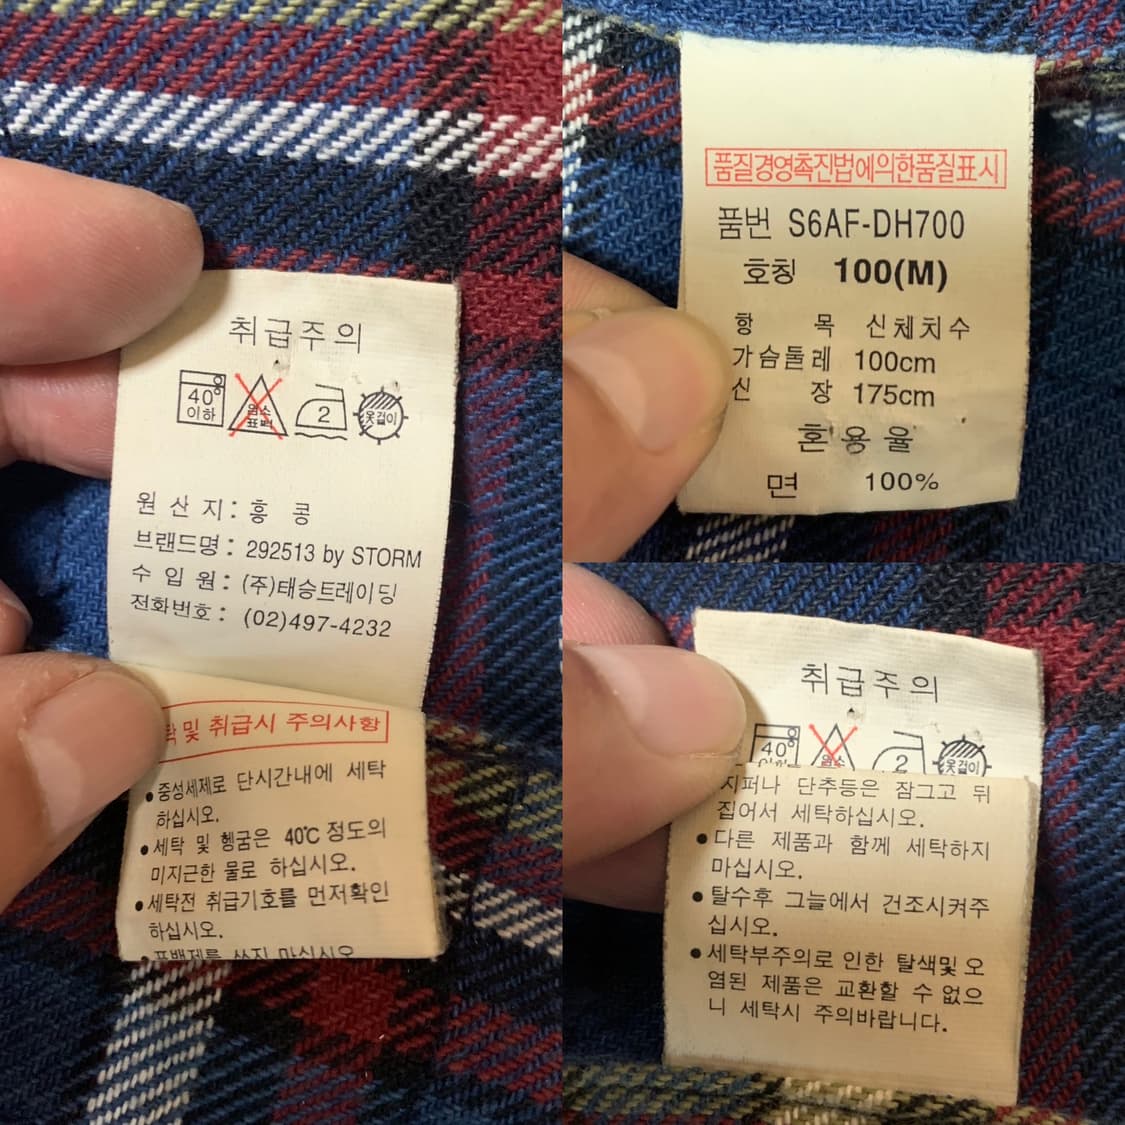 취급주의
40°
이하
염소
표백
2
옷걸이
원산지: 홍콩
브랜드명: 292513 by STORM
수입원: (주)태승트레이딩
전화번호: (02)497-4232
탁 및 취급시 주의사항
●중성세제로 단시간내에 세탁
하십시오.
●세탁 및 헹굼은 40℃ 정도의
미지근한 물로 하십시오.
●세탁전 취급기호를 먼저확인
하십시오.
●표백제를 쓰지 마십시오
품질경영촉진법에의한품질표시
품번 S6AF-DH700
호칭 100(M)
항 목 신체치수
가슴둘레 100cm
신 장 175cm
혼용율
면 100%
취급주의
40°
이하
염소
2
옷걸이
지퍼나 단추등은 잠그고 뒤
집어서 세탁하십시오.
●다른 제품과 함께 세탁하지
마십시오.
●탈수후 그늘에서 건조시켜주
십시오.
●세탁부주의로 인한 탈색및 오
염된 제품은 교환할 수 없으
니 세탁시 주의바랍니다.